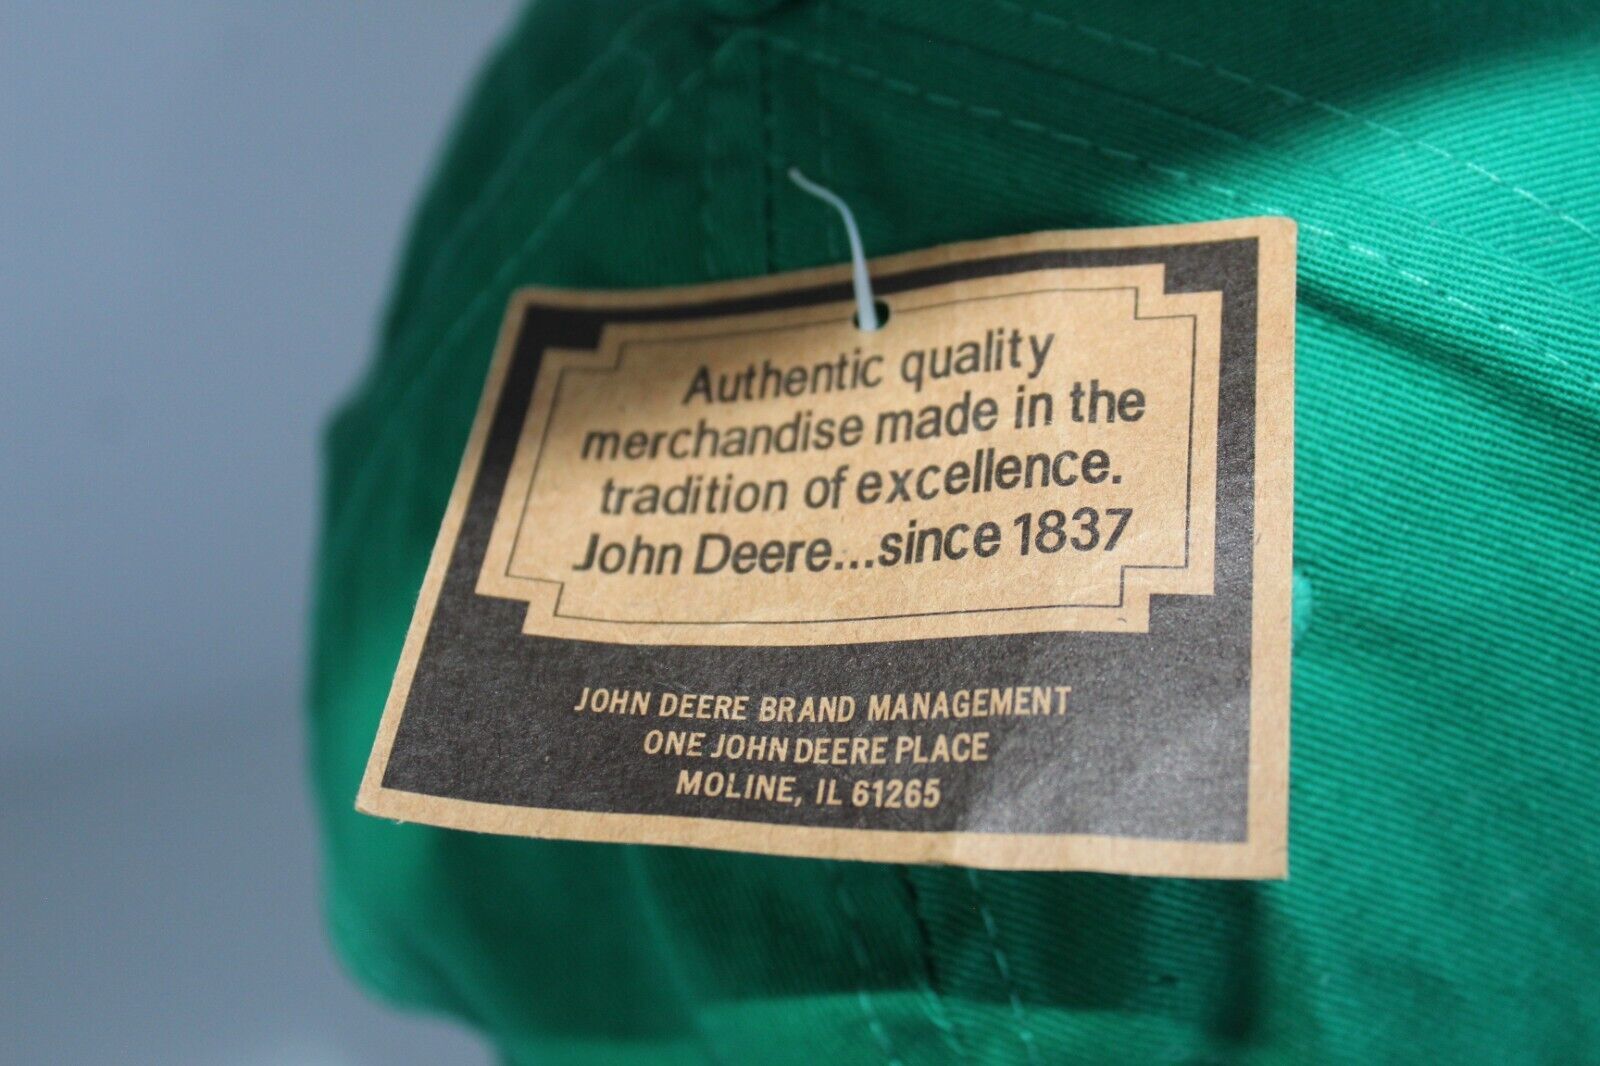 Authentic quality
merchandise made in the
tradition of excellence.
John Deere...since 1837
JOHN DEERE BRAND MANAGEMENT
ONE JOHN DEERE PLACE
MOLINE, IL 61265